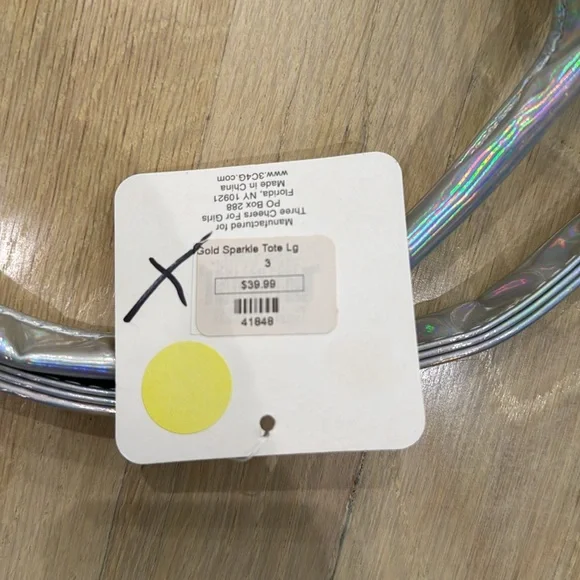 Manufactured for
Three Cheers For Girls
PO Box 288
Florida, NY 10921
Made in China
www.3C4G.com
Gold Sparkle Tote Lg
3
$39.99
41848
X